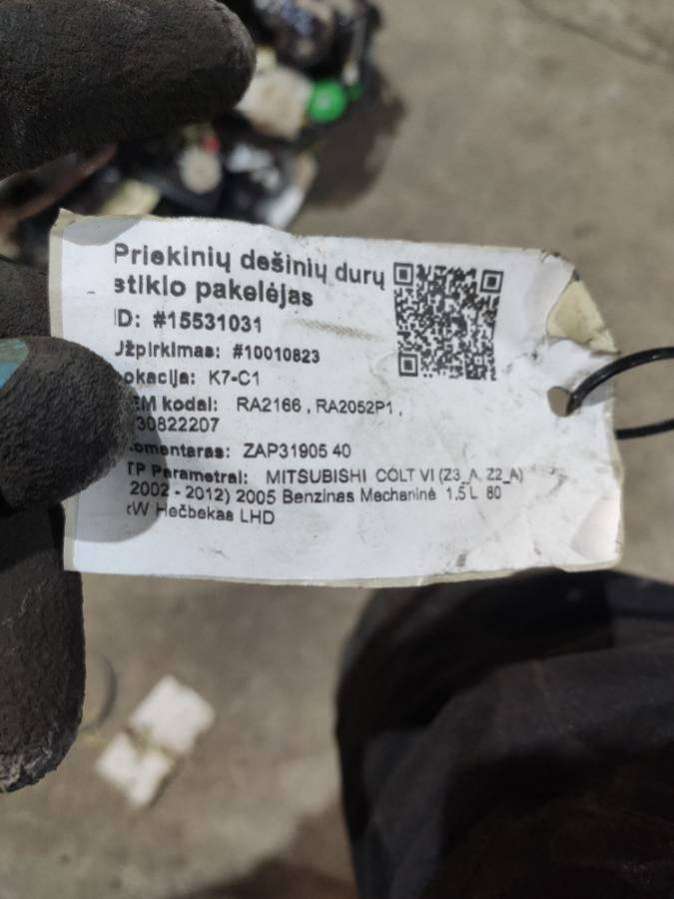 Priekinių dešinių durų
stiklo pakelėjas
ID: #15531031
Užpirkimas: #10010823
okacija: K7-C1
EM kodai: RA2166 , RA2052P1 ,
30822207
omentaras: ZAP31905 40
TP Parametrai: MITSUBISHI COLT VI (Z3_A, Z2_A)
2002 - 2012) 2005 Benzinas Mechaninė 1.5 L 80
kW Hečbekas LHD